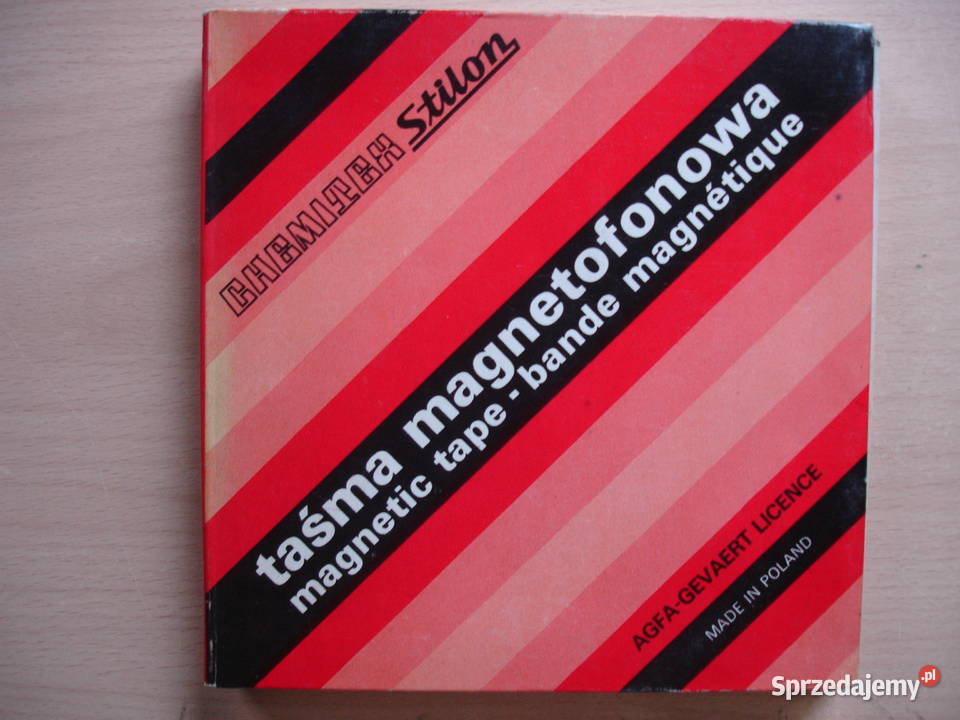 CHEMITEX Stilon
taśma magnetofonowa
magnetic tape - bande magnétique
AGFA-GEVAERT LICENCE
MADE IN POLAND
Sprzedajemy.pl